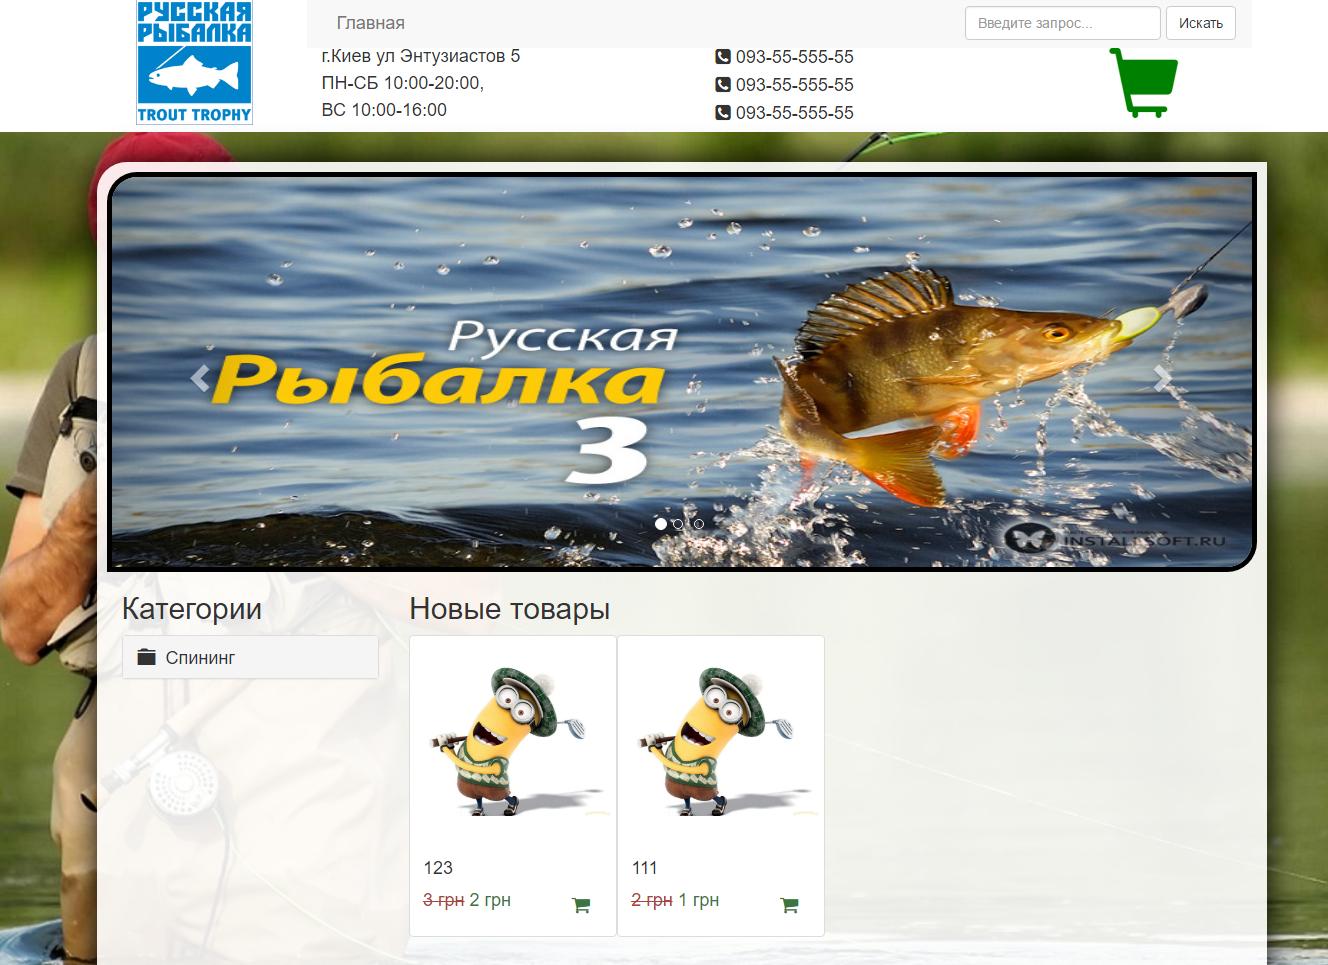 РУССКАЯ
РЫБАЛКА
TROUT TROPHY
Главная
Введите запрос...
Искать
г.Киев ул Энтузиастов 5
ПН-СБ 10:00-20:00,
ВС 10:00-16:00
093-55-555-55
093-55-555-55
093-55-555-55
Русская
Рыбалка
3
INSTALLSOFT.RU
Категории
Спининг
Новые товары
123
3 грн 2 грн
111
2 грн 1 грн